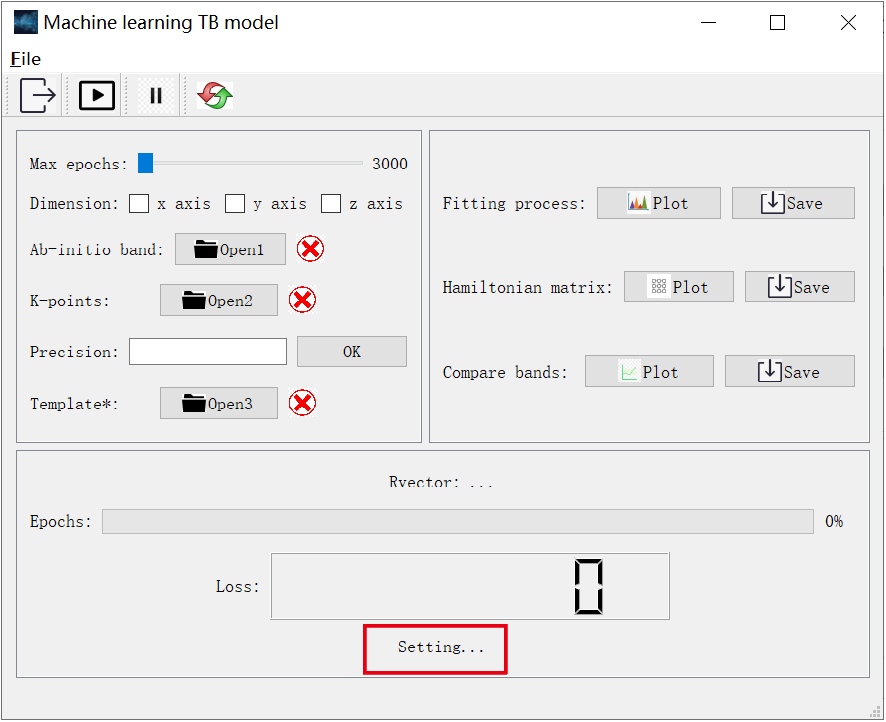 Machine learning TB model
File
Max epochs: 3000
Dimension: x axis y axis z axis
Ab-initio band: Open1
K-points: Open2
Precision: OK
Template*: Open3
Fitting process: Plot Save
Hamiltonian matrix: Plot Save
Compare bands: Plot Save
Rvector: ...
Epochs: 0%
Loss: 0
Setting...